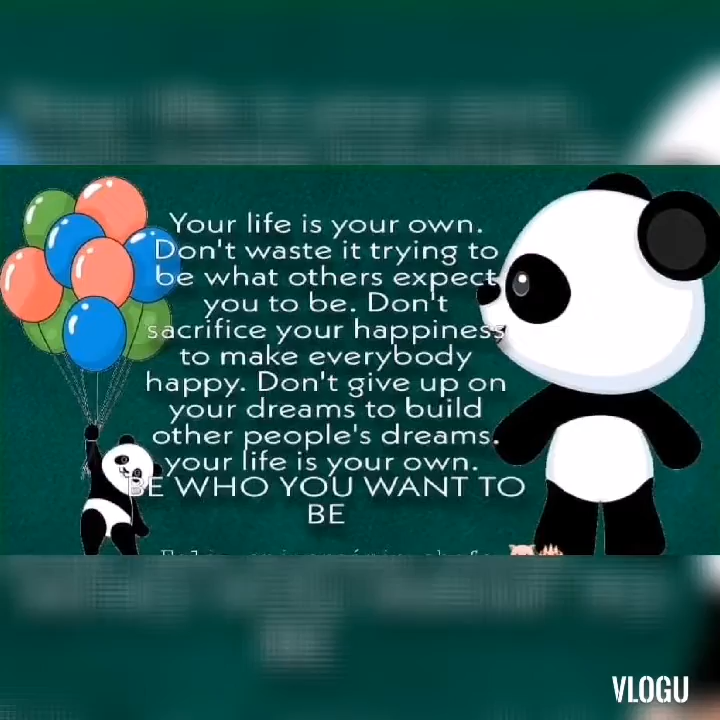 Your life is your own.
Don't waste it trying to
be what others expect
you to be. Don't
sacrifice your happiness
to make everybody
happy. Don't give up on
your dreams to build
other people's dreams.
your life is your own.
BE WHO YOU WANT TO
BE
VLOGU